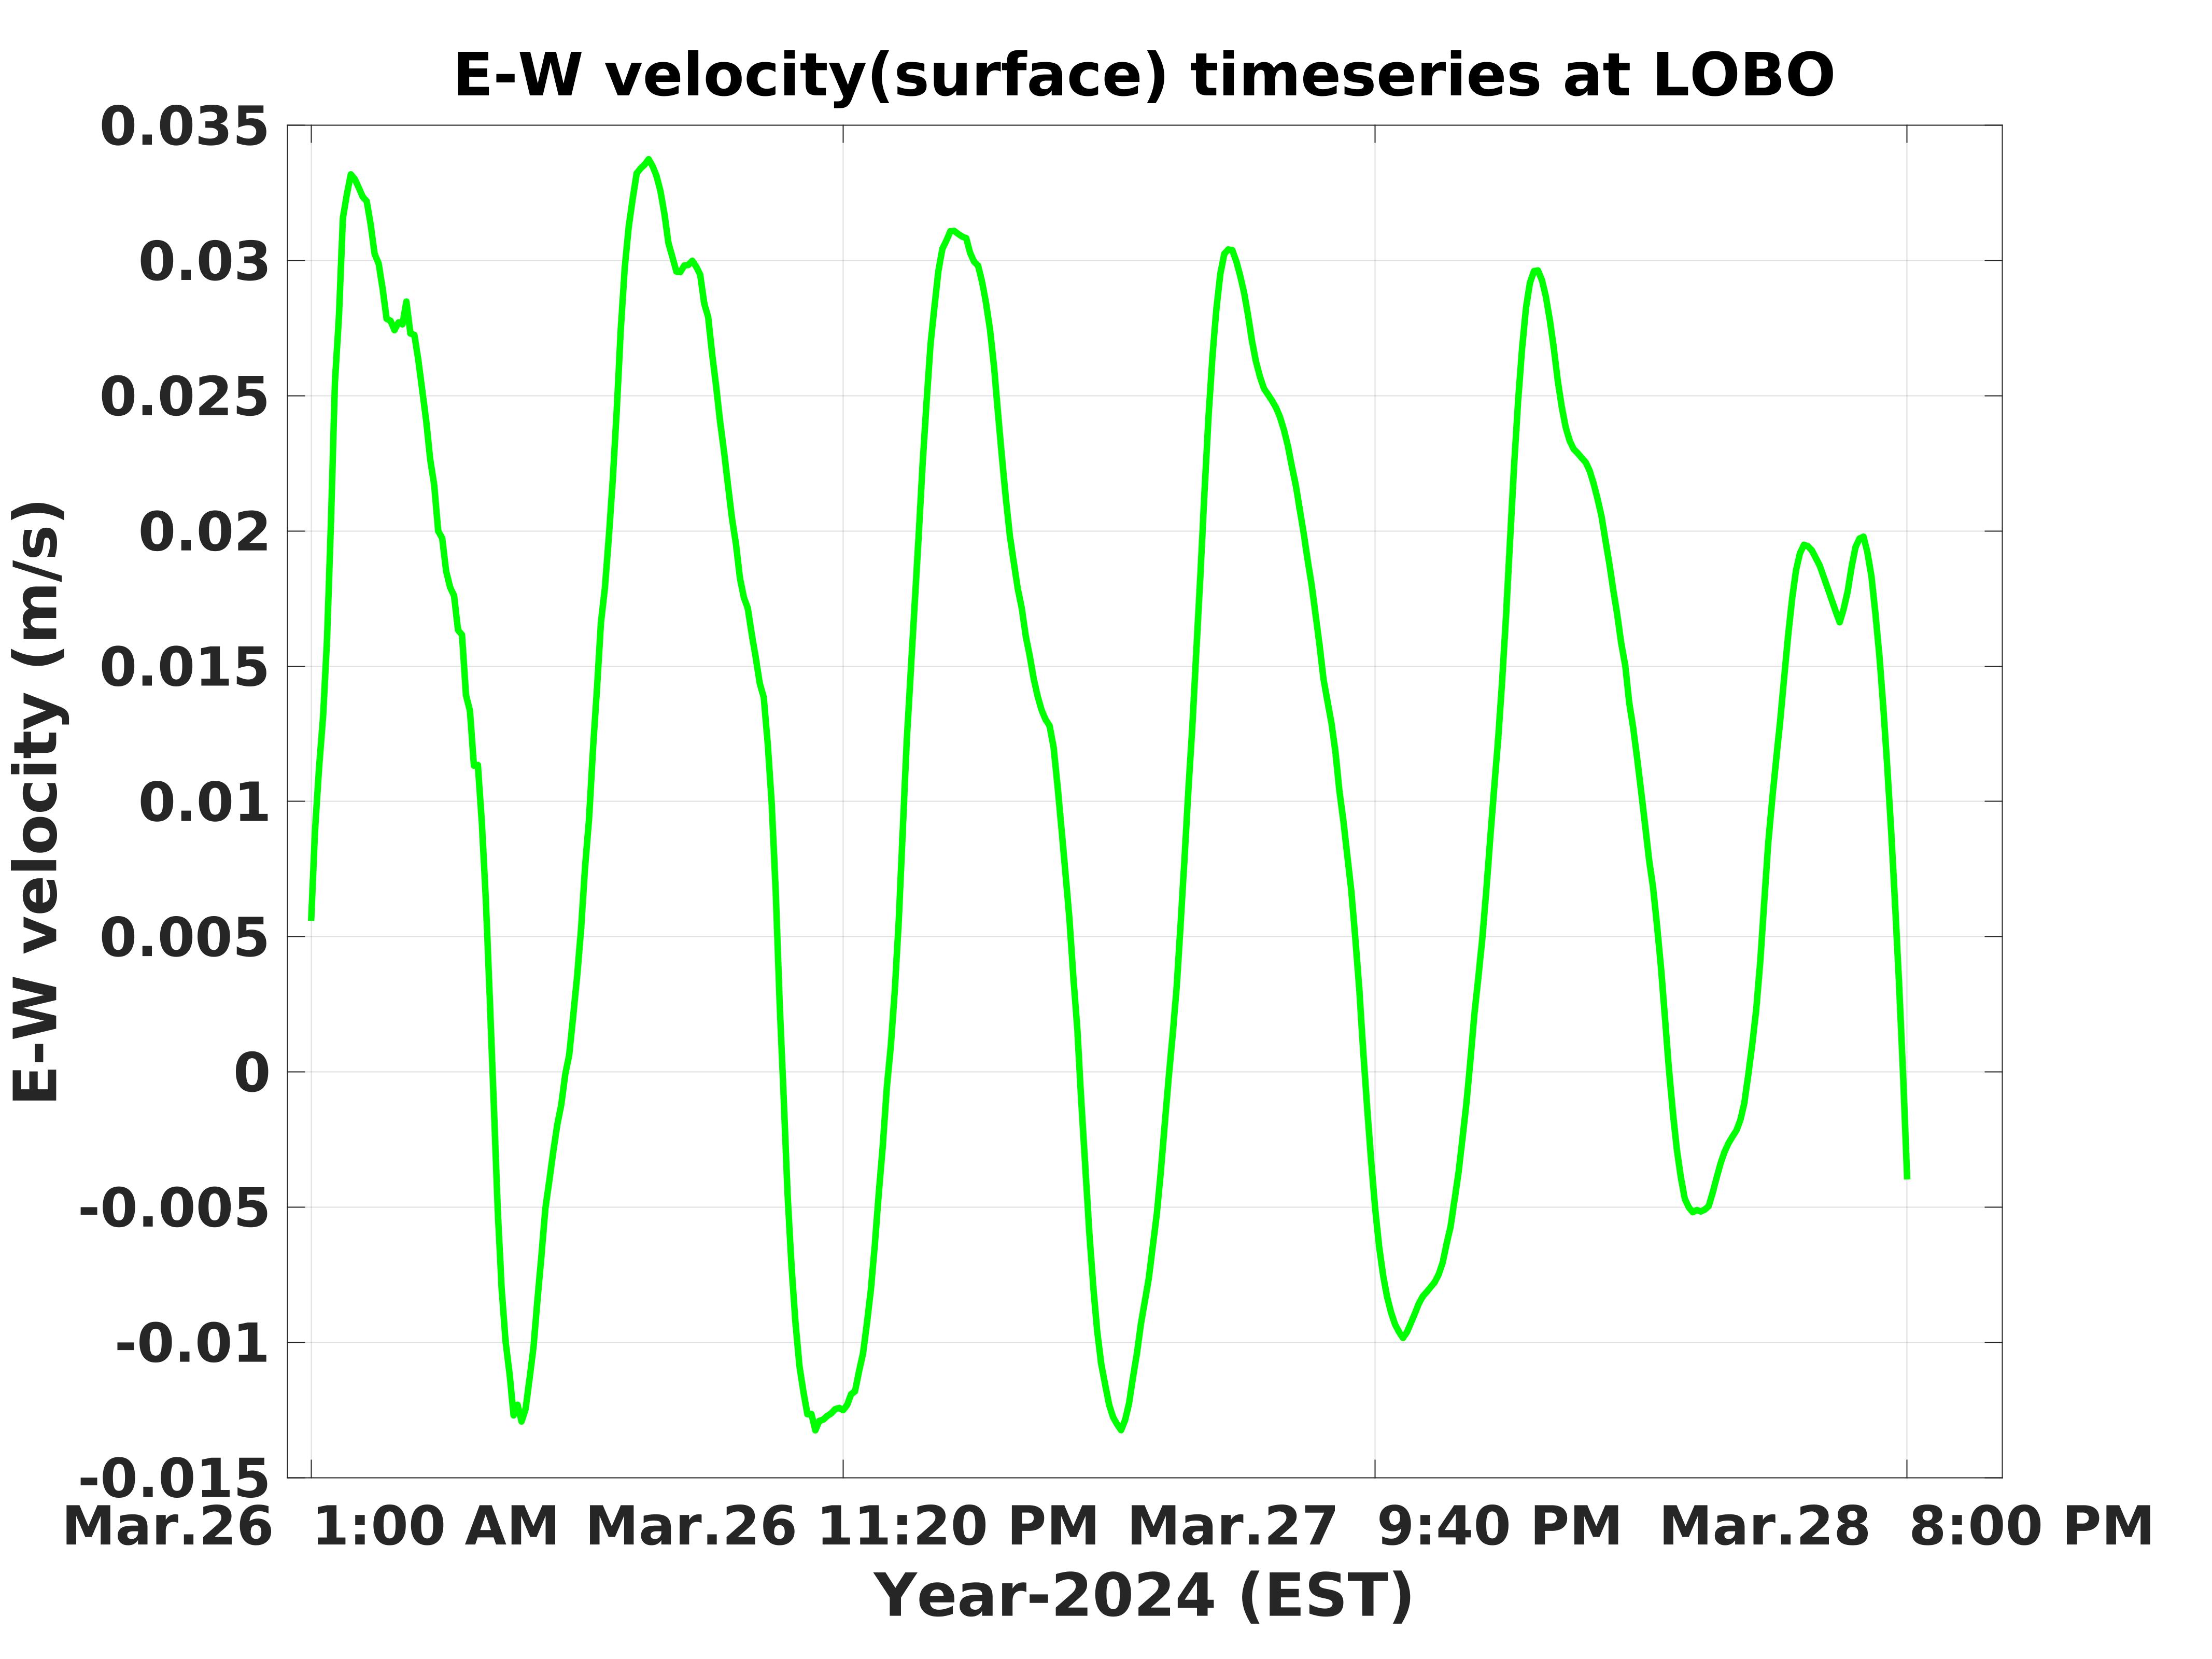 E-W velocity(surface) timeseries at LOBO
0.035
0.03
0.025
0.02
0.015
0.01
0.005
0
-0.005
-0.01
-0.015
E-W velocity (m/s)
Mar.26 1:00 AM Mar.26 11:20 PM Mar.27 9:40 PM Mar.28 8:00 PM
Year-2024 (EST)